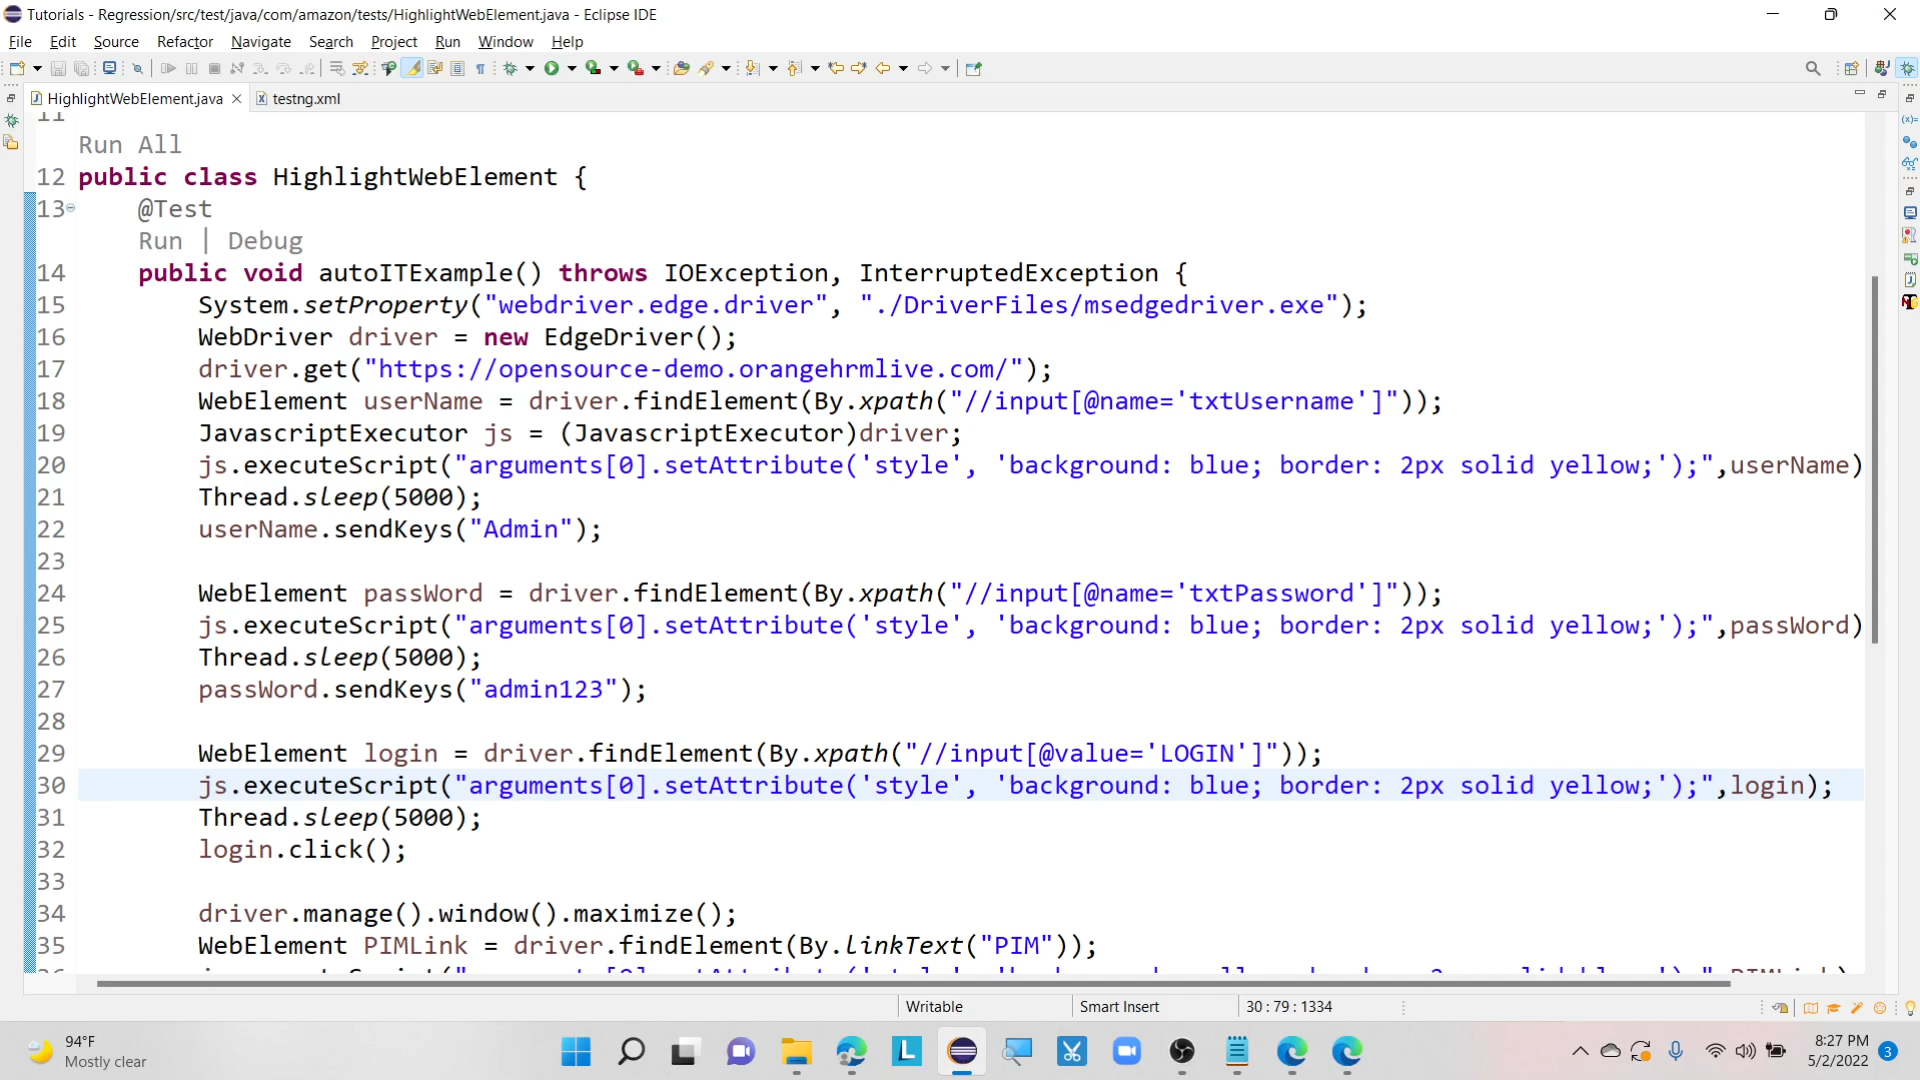 Tutorials - Regression/src/test/java/com/amazon/tests/HighlightWebElement.java - Eclipse IDE
File Edit Source Refactor Navigate Search Project Run Window Help
HighlightWebElement.java testng.xml
11
Run All
12 public class HighlightWebElement {
13 @Test
Run | Debug
14 public void autoITExample() throws IOException, InterruptedException {
15 System.setProperty("webdriver.edge.driver", "./DriverFiles/msedgedriver.exe");
16 WebDriver driver = new EdgeDriver();
17 driver.get("https://opensource-demo.orangehrmlive.com/");
18 WebElement userName = driver.findElement(By.xpath("//input[@name='txtUsername']"));
19 JavascriptExecutor js = (JavascriptExecutor)driver;
20 js.executeScript("arguments[0].setAttribute('style', 'background: blue; border: 2px solid yellow;');",userName)
21 Thread.sleep(5000);
22 userName.sendKeys("Admin");
23
24 WebElement passWord = driver.findElement(By.xpath("//input[@name='txtPassword']"));
25 js.executeScript("arguments[0].setAttribute('style', 'background: blue; border: 2px solid yellow;');",passWord)
26 Thread.sleep(5000);
27 passWord.sendKeys("admin123");
28
29 WebElement login = driver.findElement(By.xpath("//input[@value='LOGIN']"));
30 js.executeScript("arguments[0].setAttribute('style', 'background: blue; border: 2px solid yellow;');",login);
31 Thread.sleep(5000);
32 login.click();
33
34 driver.manage().window().maximize();
35 WebElement PIMLink = driver.findElement(By.linkText("PIM"));
Writable Smart Insert 30 : 79 : 1334
94°F
Mostly clear
8:27 PM
5/2/2022 3